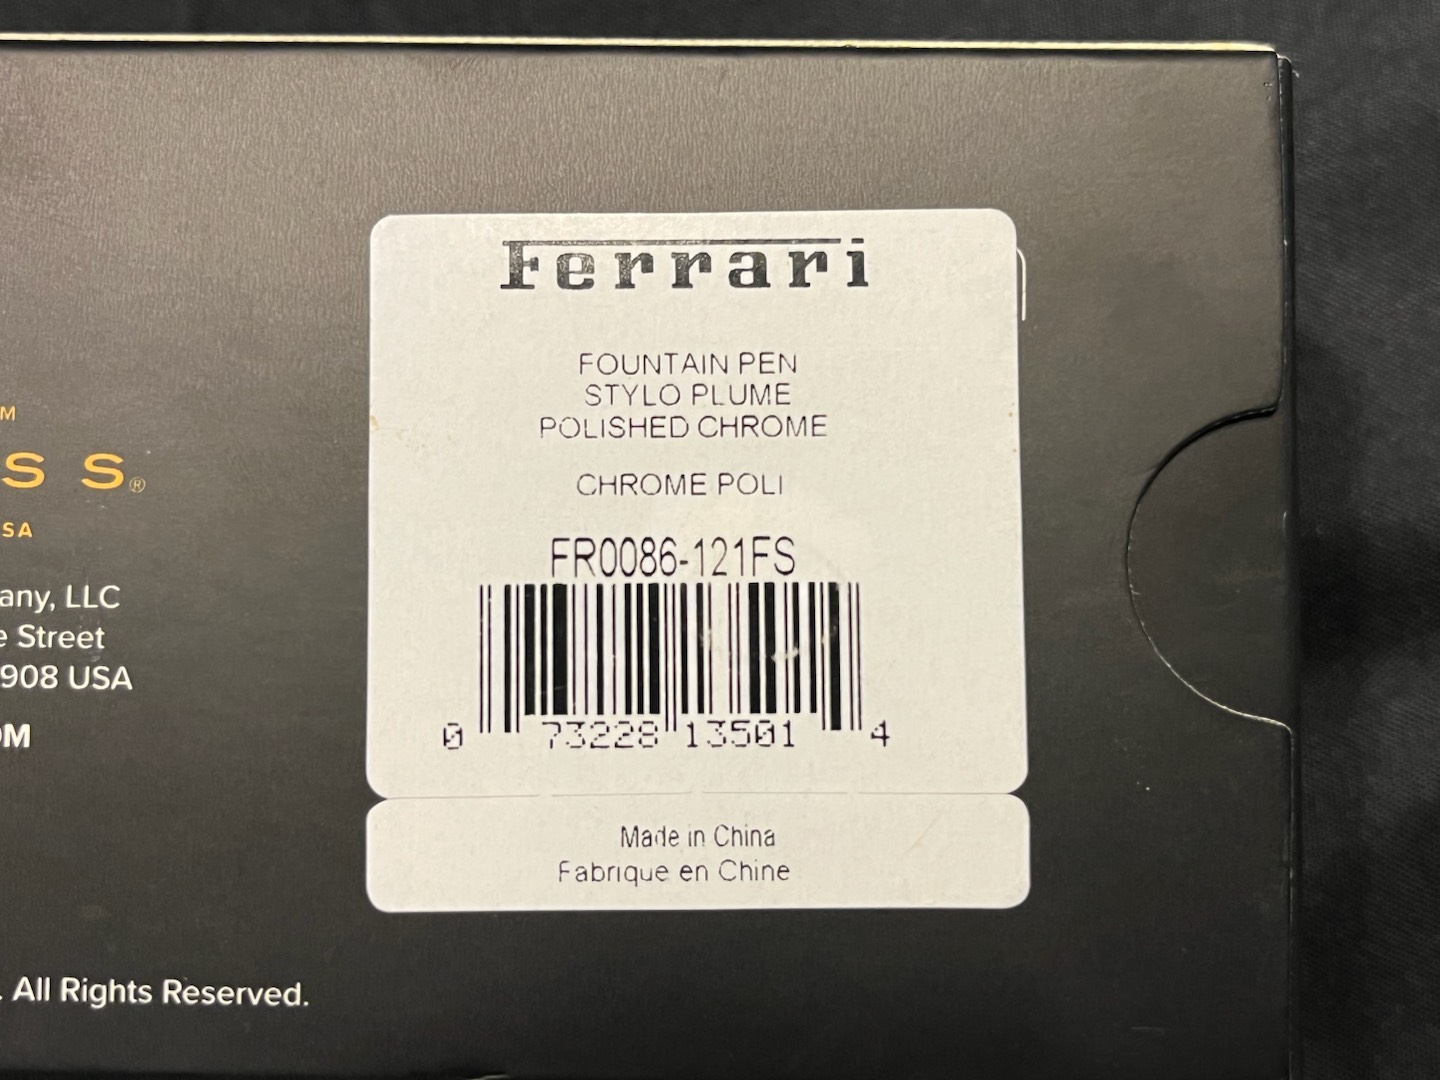 M
S S®
SA
any, LLC
e Street
908 USA
OM
. All Rights Reserved.
Ferrari
FOUNTAIN PEN
STYLO PLUME
POLISHED CHROME
CHROME POLI
FR0086-121FS
0 73228 13501 4
Made in China
Fabrique en Chine